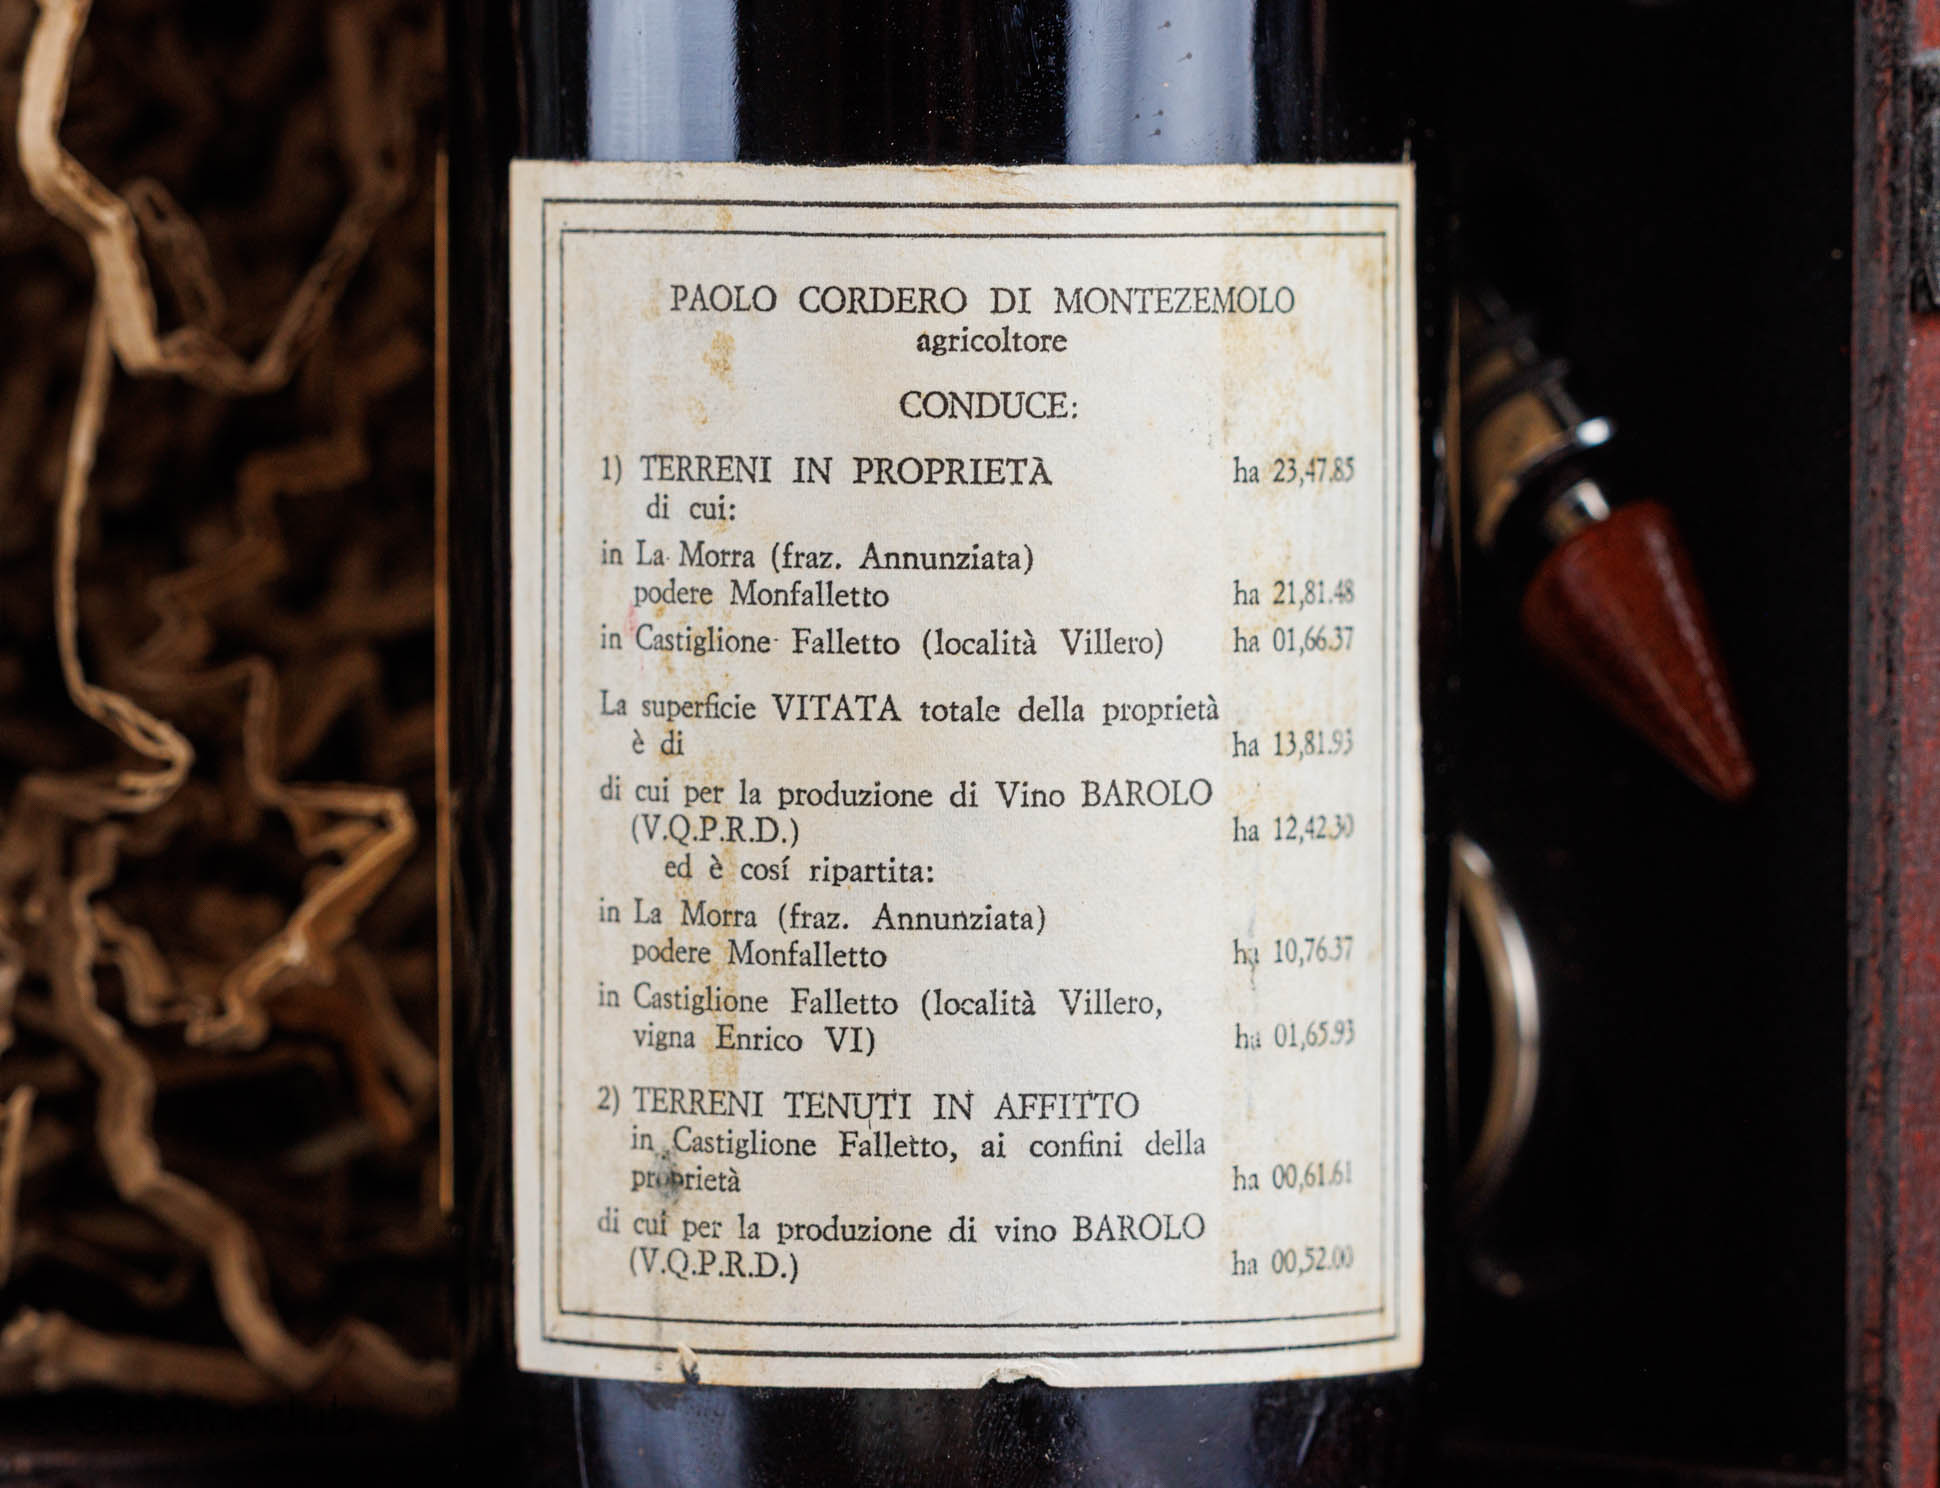 PAOLO CORDERO DI MONTEZEMOLO
agricoltore
CONDUCE:
1) TERRENI IN PROPRIETÀ ha 23,47.85
di cui:
in La Morra (fraz. Annunziata)
podere Monfalletto ha 21,81.48
in Castiglione Falletto (località Villero) ha 01,66.37
La superficie VITATA totale della proprietà
è di ha 13,81.93
di cui per la produzione di Vino BAROLO
(V.Q.P.R.D.) ha 12,42.30
ed è cosí ripartita:
in La Morra (fraz. Annunziata)
podere Monfalletto ha 10,76.37
in Castiglione Falletto (località Villero,
vigna Enrico VI) ha 01,65.93
2) TERRENI TENUTI IN AFFITTO
in Castiglione Falletto, ai confini della
proprietà ha 00,61.61
di cui per la produzione di vino BAROLO
(V.Q.P.R.D.) ha 00,52.00